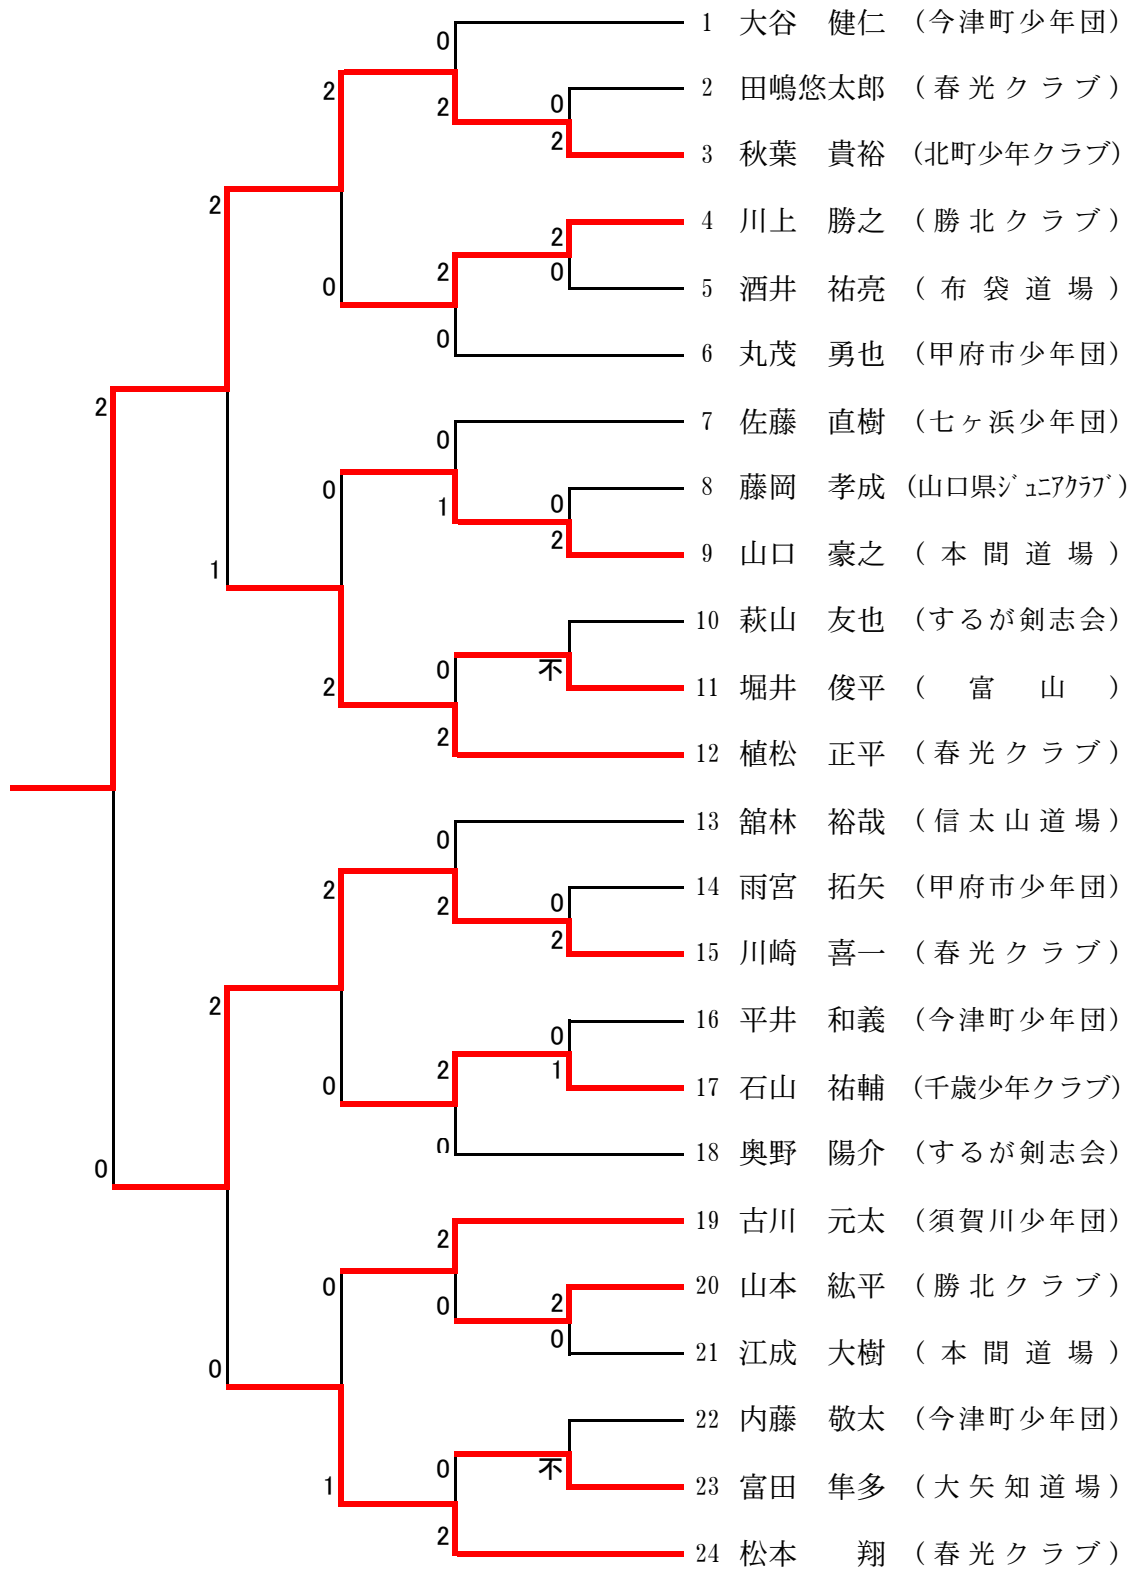 0
1 大谷　健仁 （今津町少年団）
2
2
0
2 田嶋悠太郎 （春光クラブ）
2
3 秋葉　貴裕 （北町少年クラブ）
2
4 川上　勝之 （勝北クラブ）
2
0
2
0
5 酒井　祐亮 （布袋道場）
0
6 丸茂　勇也 （甲府市少年団）
2
7 佐藤　直樹 （七ヶ浜少年団）
0
0
1
0
8 藤岡　孝成 （山口県ｼﾞｭﾆｱｸﾗﾌﾞ）
2
9 山口　豪之 （本間道場）
1
10 萩山　友也 （するが剣志会）
2
0
不
11 堀井　俊平 （富山）
2
12 植松　正平 （春光クラブ）
13 舘林　裕哉 （信太山道場）
0
2
2
0
14 雨宮　拓矢 （甲府市少年団）
2
15 川崎　喜一 （春光クラブ）
2
16 平井　和義 （今津町少年団）
0
0
2
1
17 石山　祐輔 （千歳少年クラブ）
0
18 奥野　陽介 （するが剣志会）
0
19 古川　元太 （須賀川少年団）
2
0
0
2
20 山本　紘平 （勝北クラブ）
0
21 江成　大樹 （本間道場）
0
22 内藤　敬太 （今津町少年団）
1
0
不
23 富田　隼多 （大矢知道場）
2
24 松本　翔 （春光クラブ）